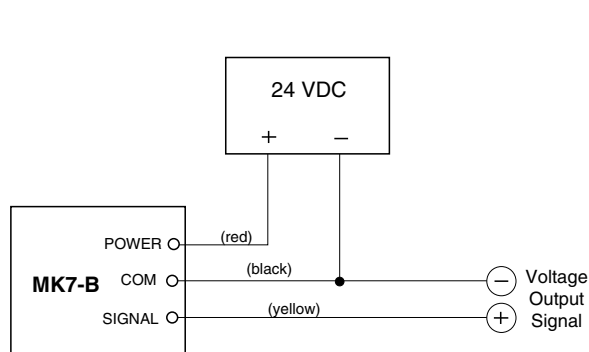 24 VDC
+ −
POWER (red)
MK7-B COM (black)
SIGNAL (yellow)
− Voltage
Output
+ Signal